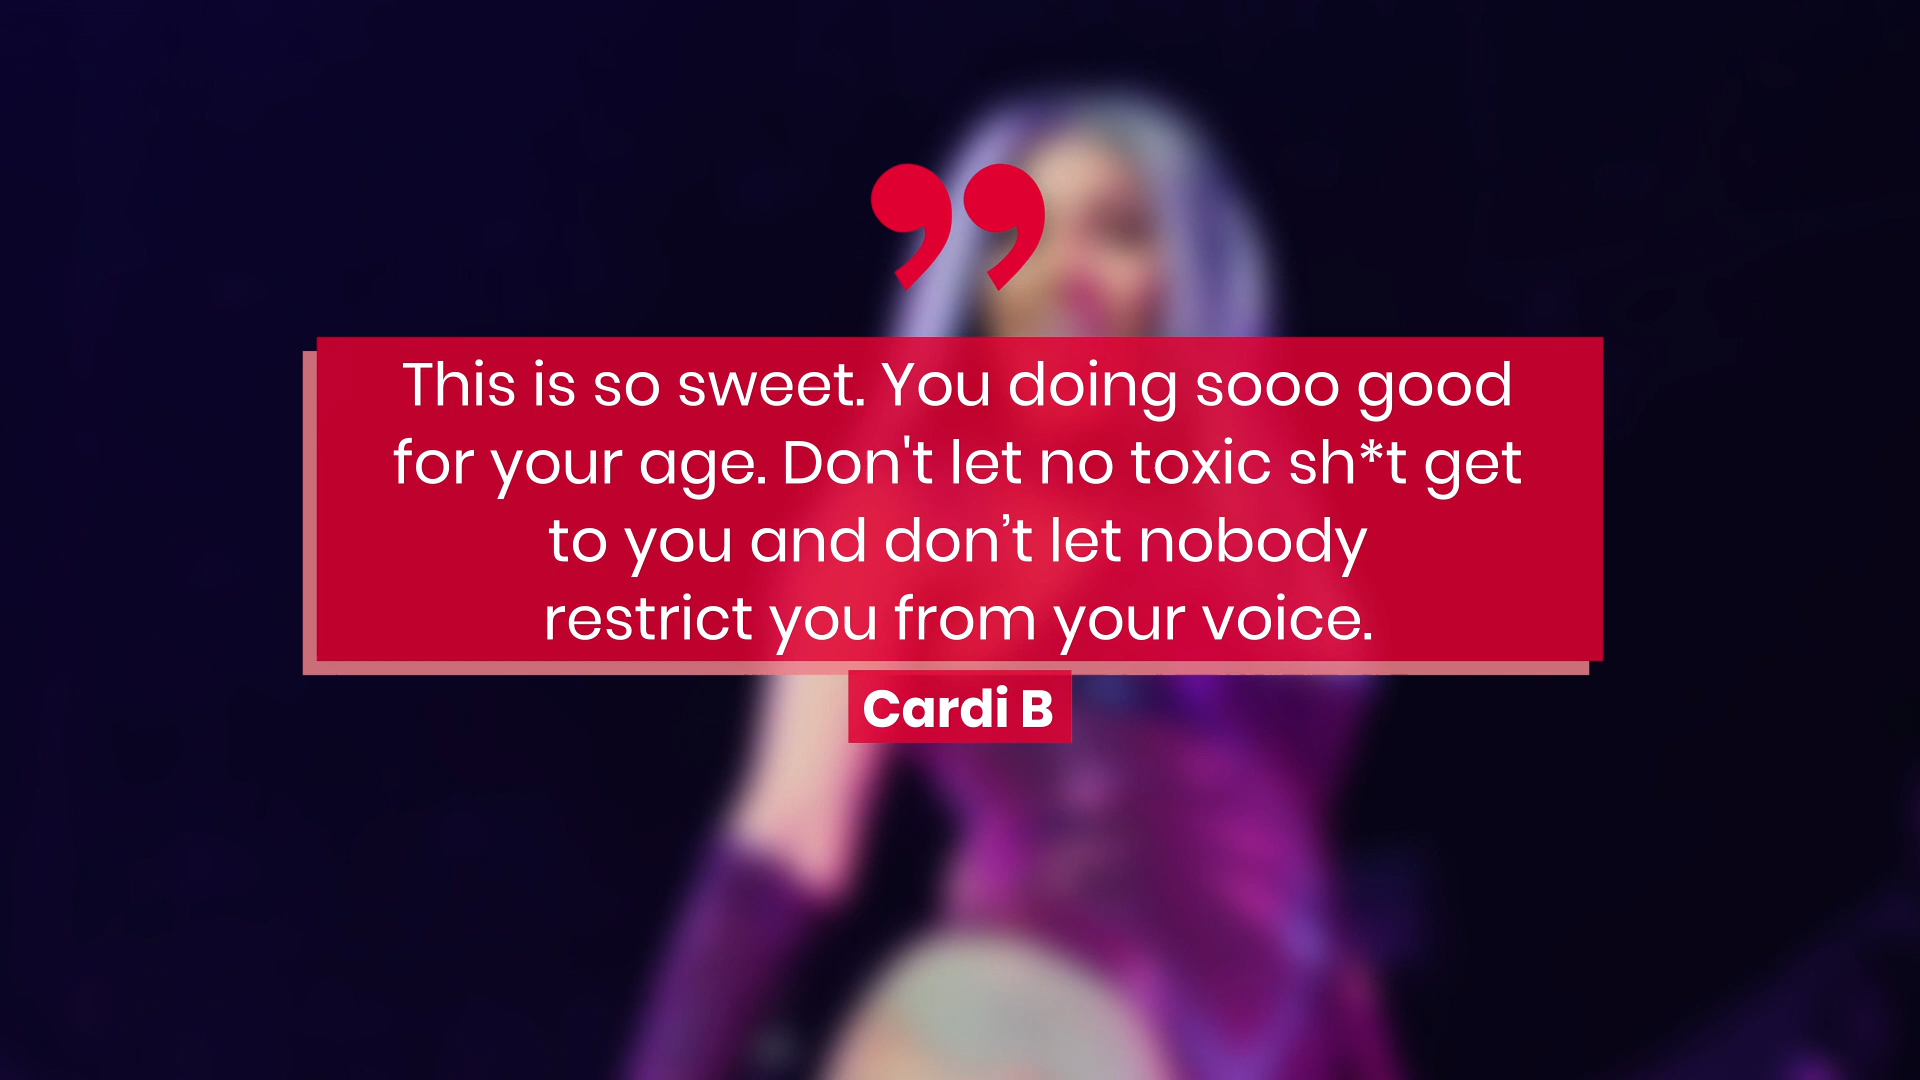 ”
This is so sweet. You doing sooo good
for your age. Don't let no toxic sh*t get
to you and don’t let nobody
restrict you from your voice.
Cardi B